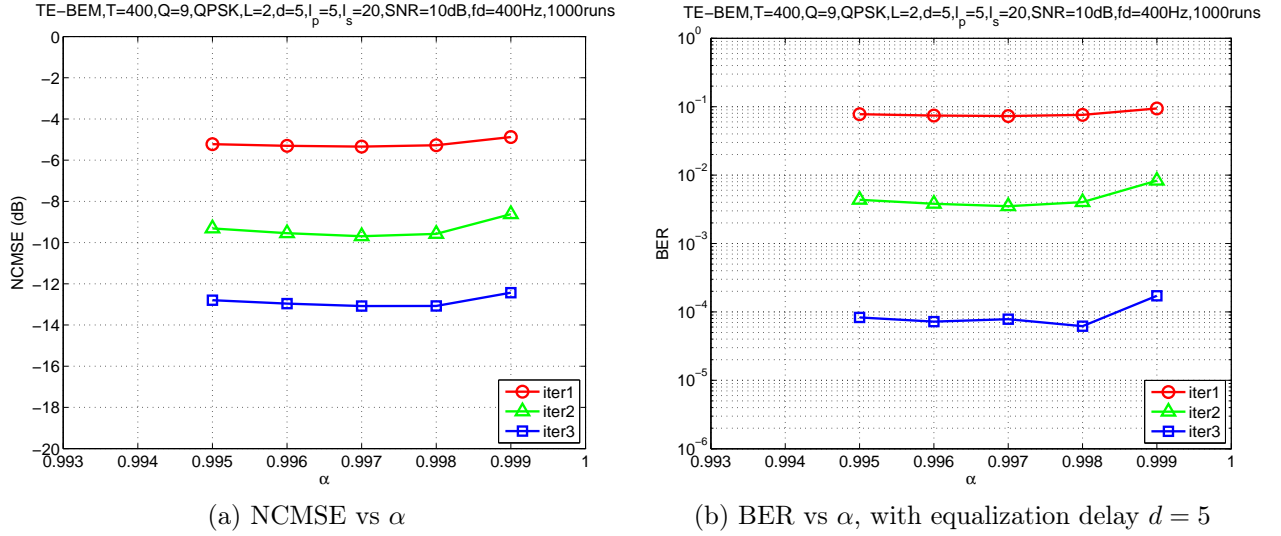 TE−BEM,T=400,Q=9,QPSK,L=2,d=5,l_p=5,l_s=20,SNR=10dB,fd=400Hz,1000runs
0
−2
−4
−6
−8
−10
−12
−14
−16
−18
−20
NCMSE (dB)
0.993 0.994 0.995 0.996 0.997 0.998 0.999 1
α
iter1
iter2
iter3
(a) NCMSE vs α
TE−BEM,T=400,Q=9,QPSK,L=2,d=5,l_p=5,l_s=20,SNR=10dB,fd=400Hz,1000runs
10^0
10^−1
10^−2
10^−3
10^−4
10^−5
10^−6
BER
0.993 0.994 0.995 0.996 0.997 0.998 0.999 1
α
iter1
iter2
iter3
(b) BER vs α, with equalization delay d = 5